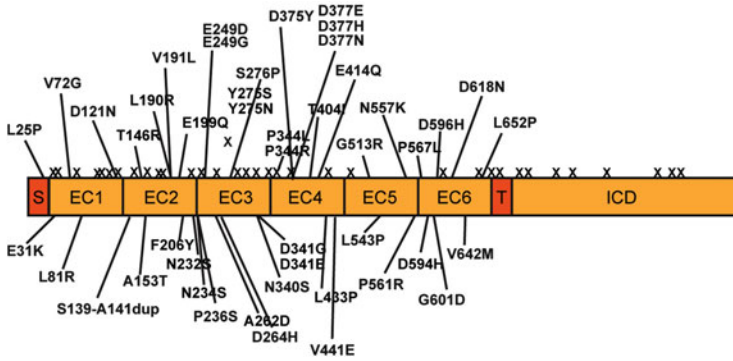 D375Y
D377E
D377H
D377N
E249D
E249G
V191L
S276P
E414Q
V72G
Y275S
Y275N
T404I
D618N
L190R
D121N
E199Q
N557K
D596H
L652P
L25P
T146R
X
P344L
P344R
G513R
P567L
X X X X X X X X X X X X X X X X X X X X X X X X X X X X X X X X X X X X
S EC1 EC2 EC3 EC4 EC5 EC6 T ICD
E31K
F206Y
D341G
D341E
L543P
V642M
L81R
A153T
N232S
N340S
D594H
N234S
L433P
P561R
S139-A141dup
P236S
A262D
G601D
D264H
V441E